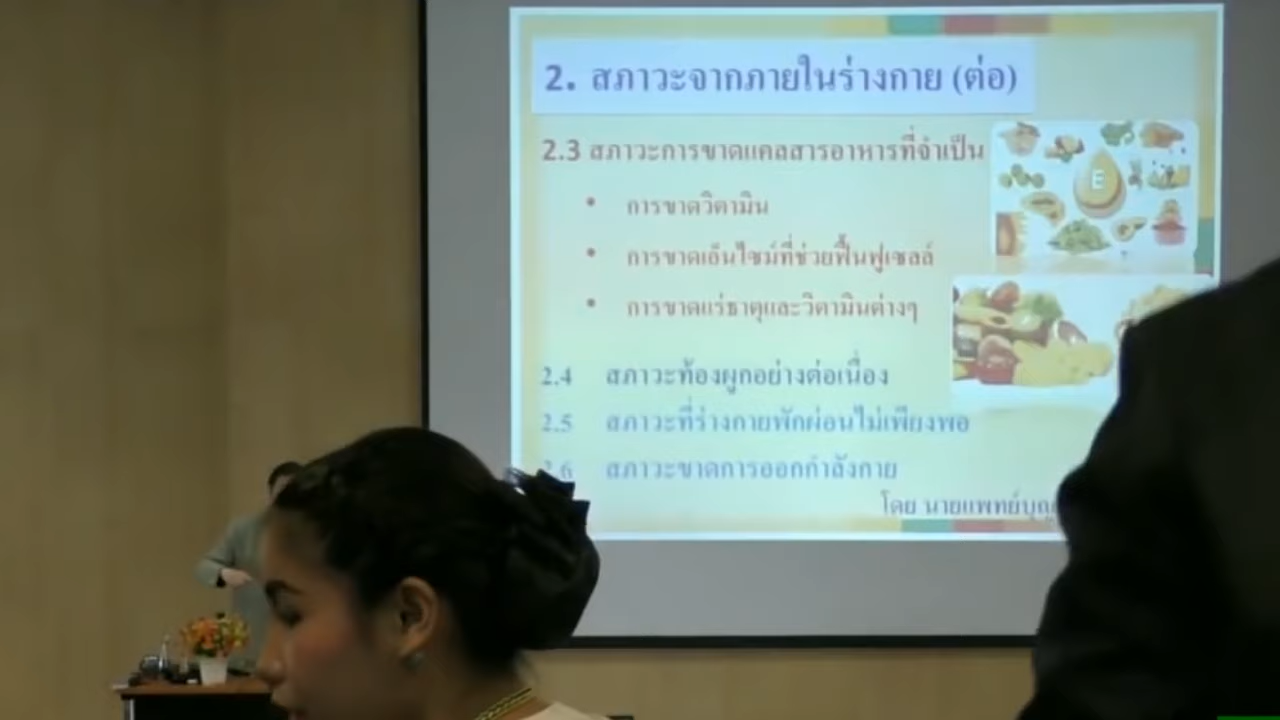 2. สภาวะจากภายในร่างกาย (ต่อ)
2.3 สภาวะการขาดแคลสารอาหารที่จำเป็น
E
• การขาดวิตามิน
• การขาดเอ็นไซม์ที่ช่วยฟื้นฟูเซลล์
• การขาดแร่ธาตุและวิตามินต่างๆ
2.4 สภาวะท้องผูกอย่างต่อเนื่อง
2.5 สภาวะที่ร่างกายพักผ่อนไม่เพียงพอ
2.6 สภาวะขาดการออกกำลังกาย
โดย นายแพทย์